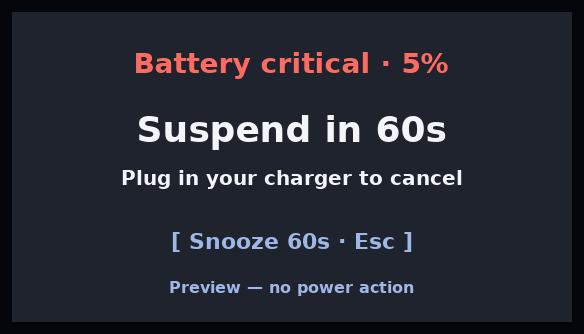 Battery critical · 5%
Suspend in 60s
Plug in your charger to cancel
[ Snooze 60s · Esc ]
Preview — no power action